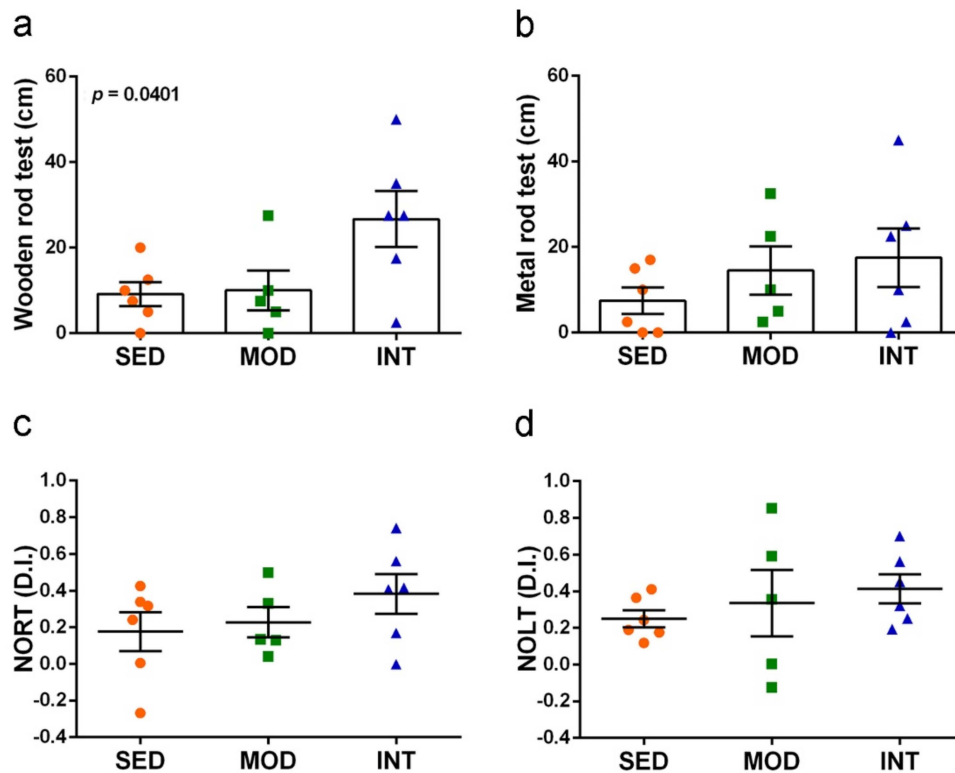 a
Wooden rod test (cm)
60
40
20
0
p = 0.0401
SED MOD INT
b
Metal rod test (cm)
60
40
20
0
SED MOD INT
c
NORT (D.I.)
1.0
0.8
0.6
0.4
0.2
0.0
-0.2
-0.4
SED MOD INT
d
NOLT (D.I.)
1.0
0.8
0.6
0.4
0.2
0.0
-0.2
-0.4
SED MOD INT